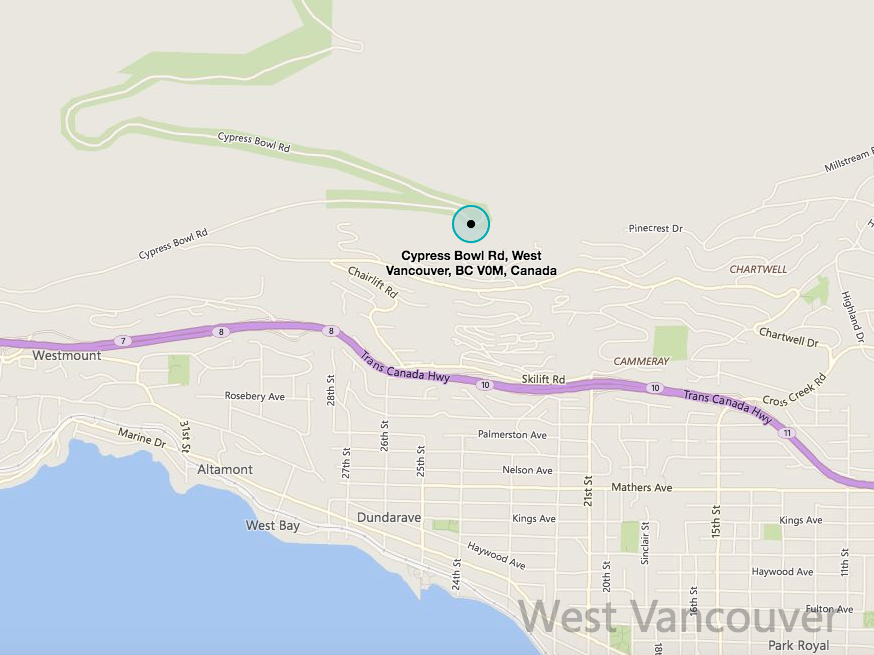 Cypress Bowl Rd
Millstream R
Cypress Bowl Rd
Pinecrest Dr
Cypress Bowl Rd, West
Vancouver, BC V0M, Canada
CHARTWELL
Chairlift Rd
Highland Dr
7
8
8
Chartwell Dr
Westmount
CAMMERAY
Trans Canada Hwy
Skilift Rd
10
10
28th St
Rosebery Ave
Trans Canada Hwy
Cross Creek Rd
11
31st St
Marine Dr
26th St
Palmerston Ave
27th St
25th St
Altamont
Nelson Ave
21st St
Mathers Ave
West Bay
Dundarave
Kings Ave
15th St
Kings Ave
Sinclair St
Haywood Ave
11th St
24th St
20th St
Haywood Ave
16th St
West Vancouver
Fulton Ave
18t
Park Royal